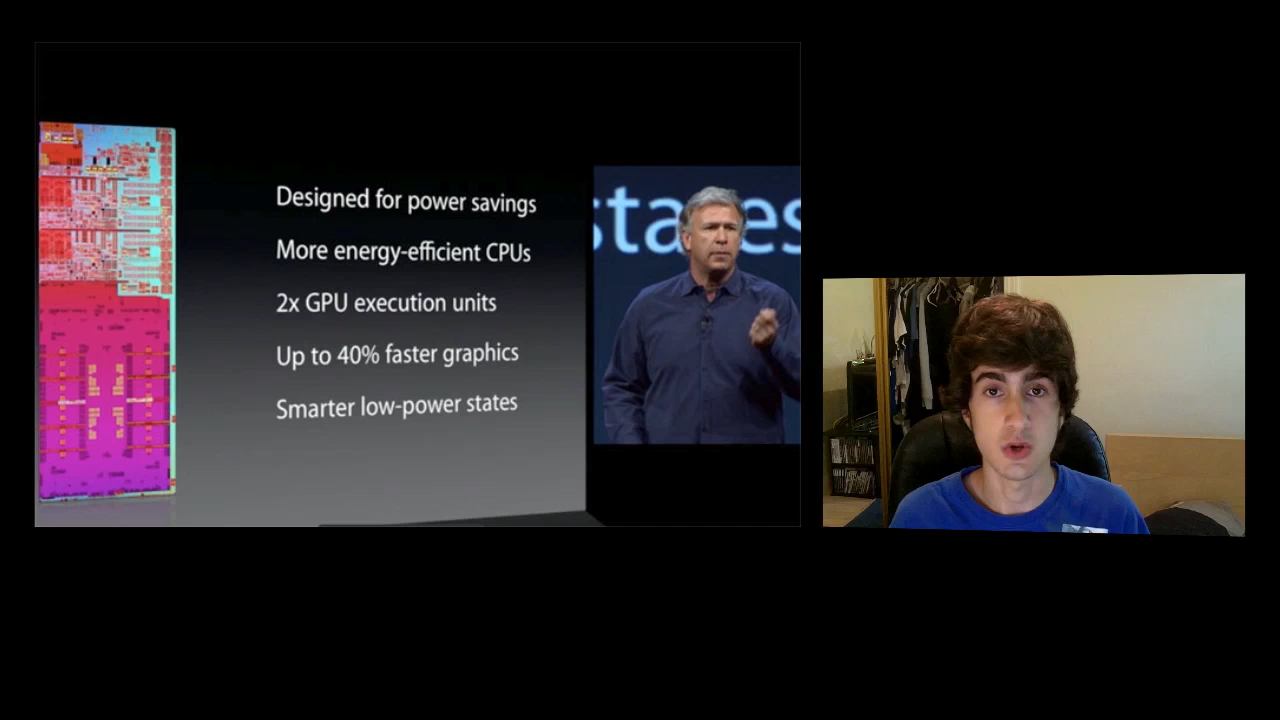 Designed for power savings
More energy-efficient CPUs
2x GPU execution units
Up to 40% faster graphics
Smarter low-power states
states